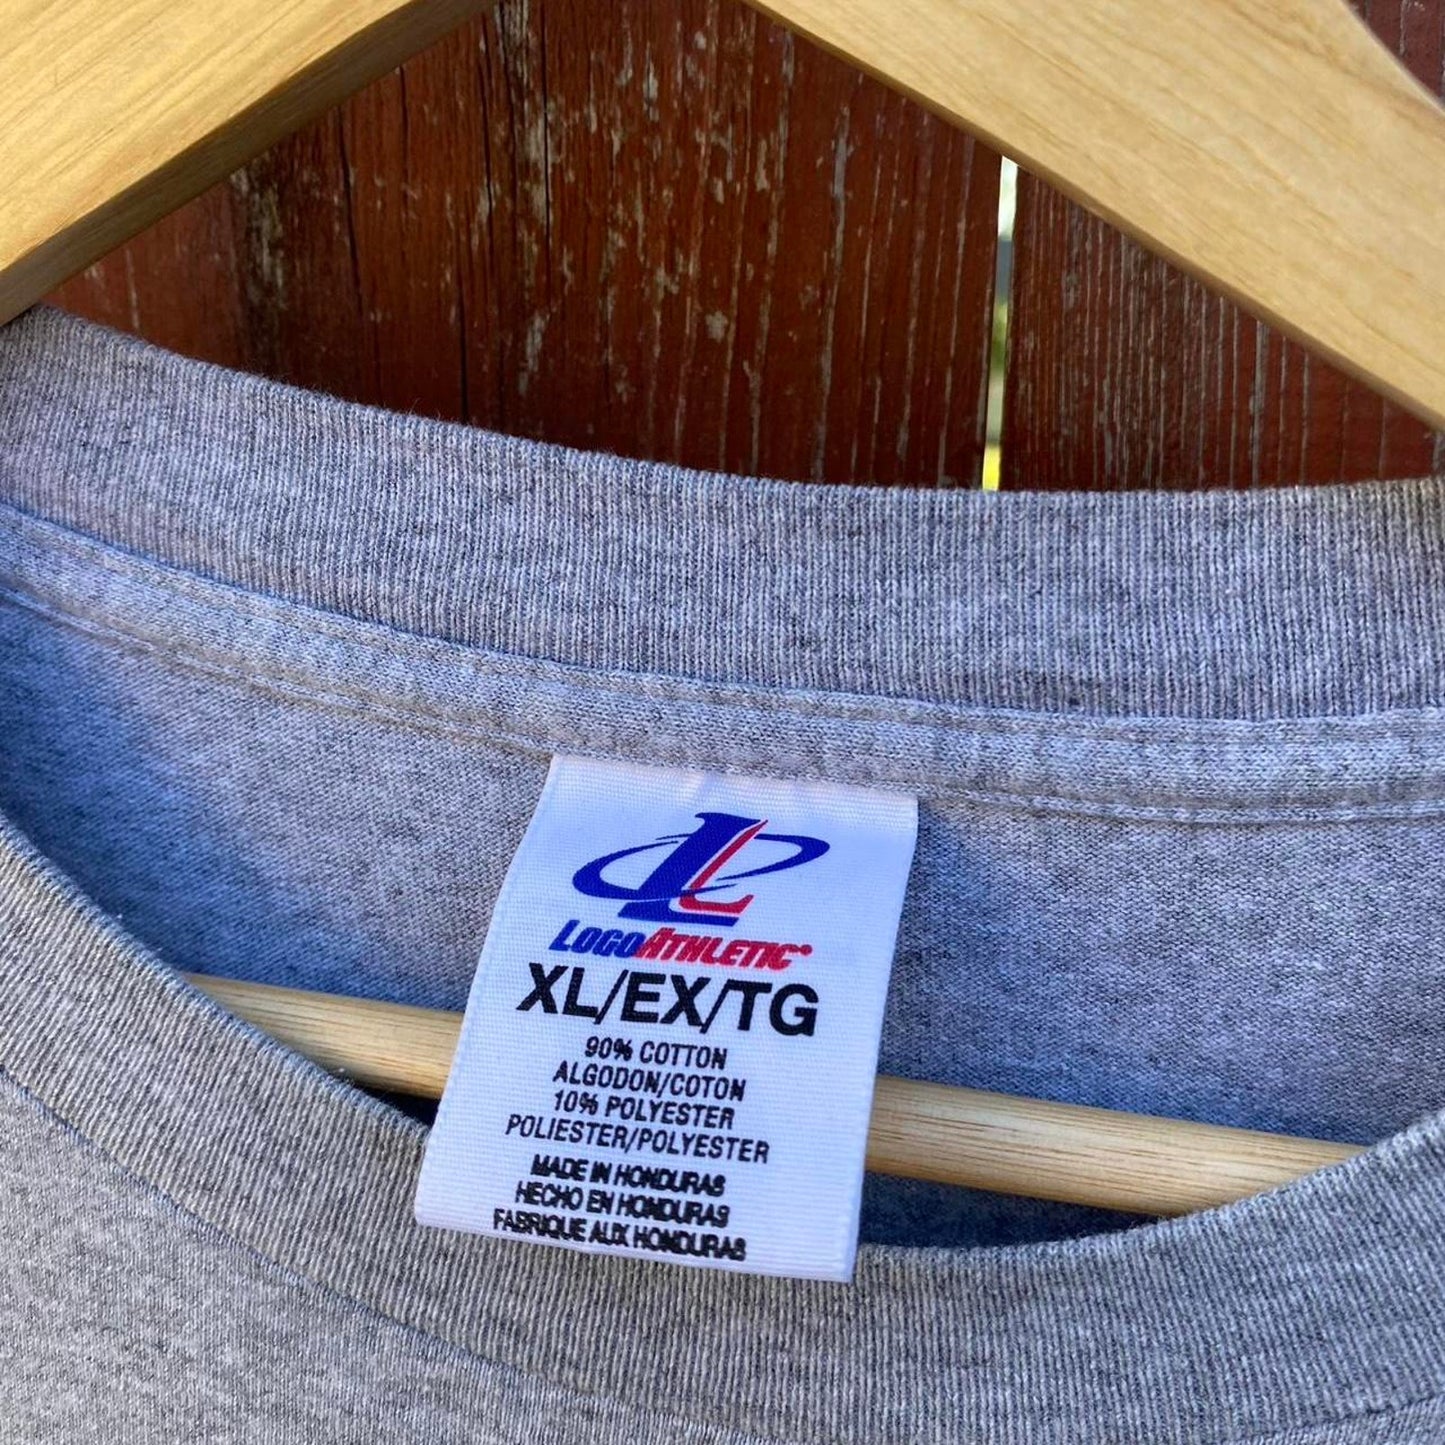 LOGOATHLETIC®
XL/EX/TG
90% COTTON
ALGODON/COTON
10% POLYESTER
POLIESTER/POLYESTER
MADE IN HONDURAS
HECHO EN HONDURAS
FABRIQUE AUX HONDURAS